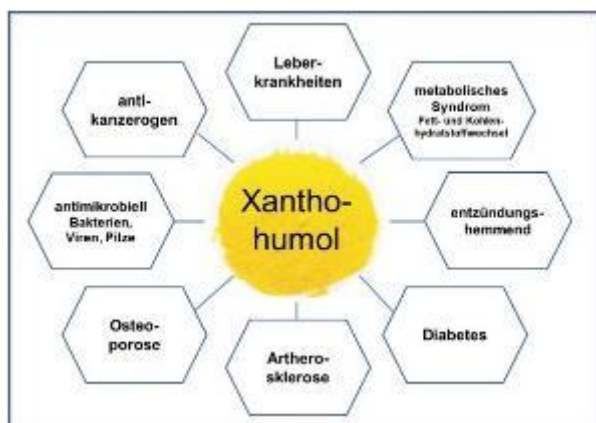 Leber-
krankheiten
metabolisches
Syndrom
Fett- und Kohlen-
hydratstoffwechsel
entzündungs-
hemmend
Diabetes
Arthero-
sklerose
Osteo-
porose
antimikrobiell
Bakterien,
Viren, Pilze
anti-
kanzerogen
Xantho-
humol